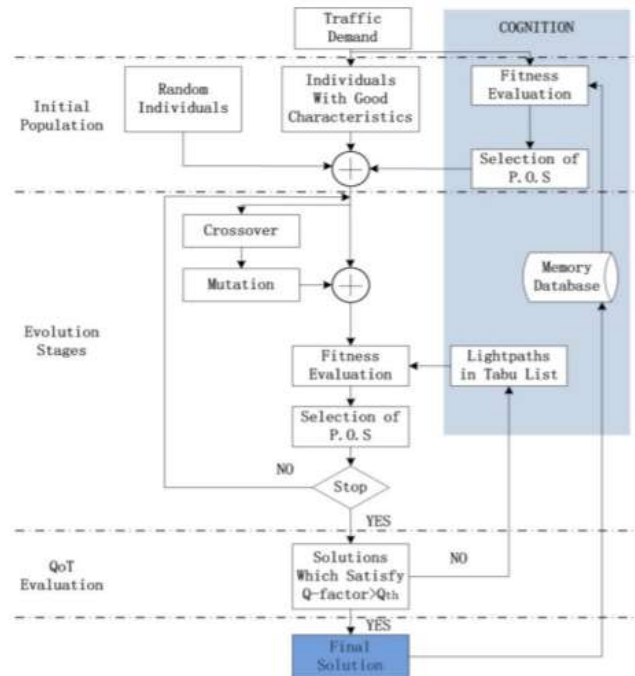 Traffic
Demand
COGNITION
Initial
Population
Random
Individuals
Individuals
With Good
Characteristics
Fitness
Evaluation
Selection of
P.O.S
Evolution
Stages
Crossover
Mutation
Memory
Database
Fitness
Evaluation
Lightpaths
in Tabu List
Selection of
P.O.S
NO
Stop
YES
QoT
Evaluation
Solutions
Which Satisfy
Q-factor>Qth
NO
YES
Final
Solution